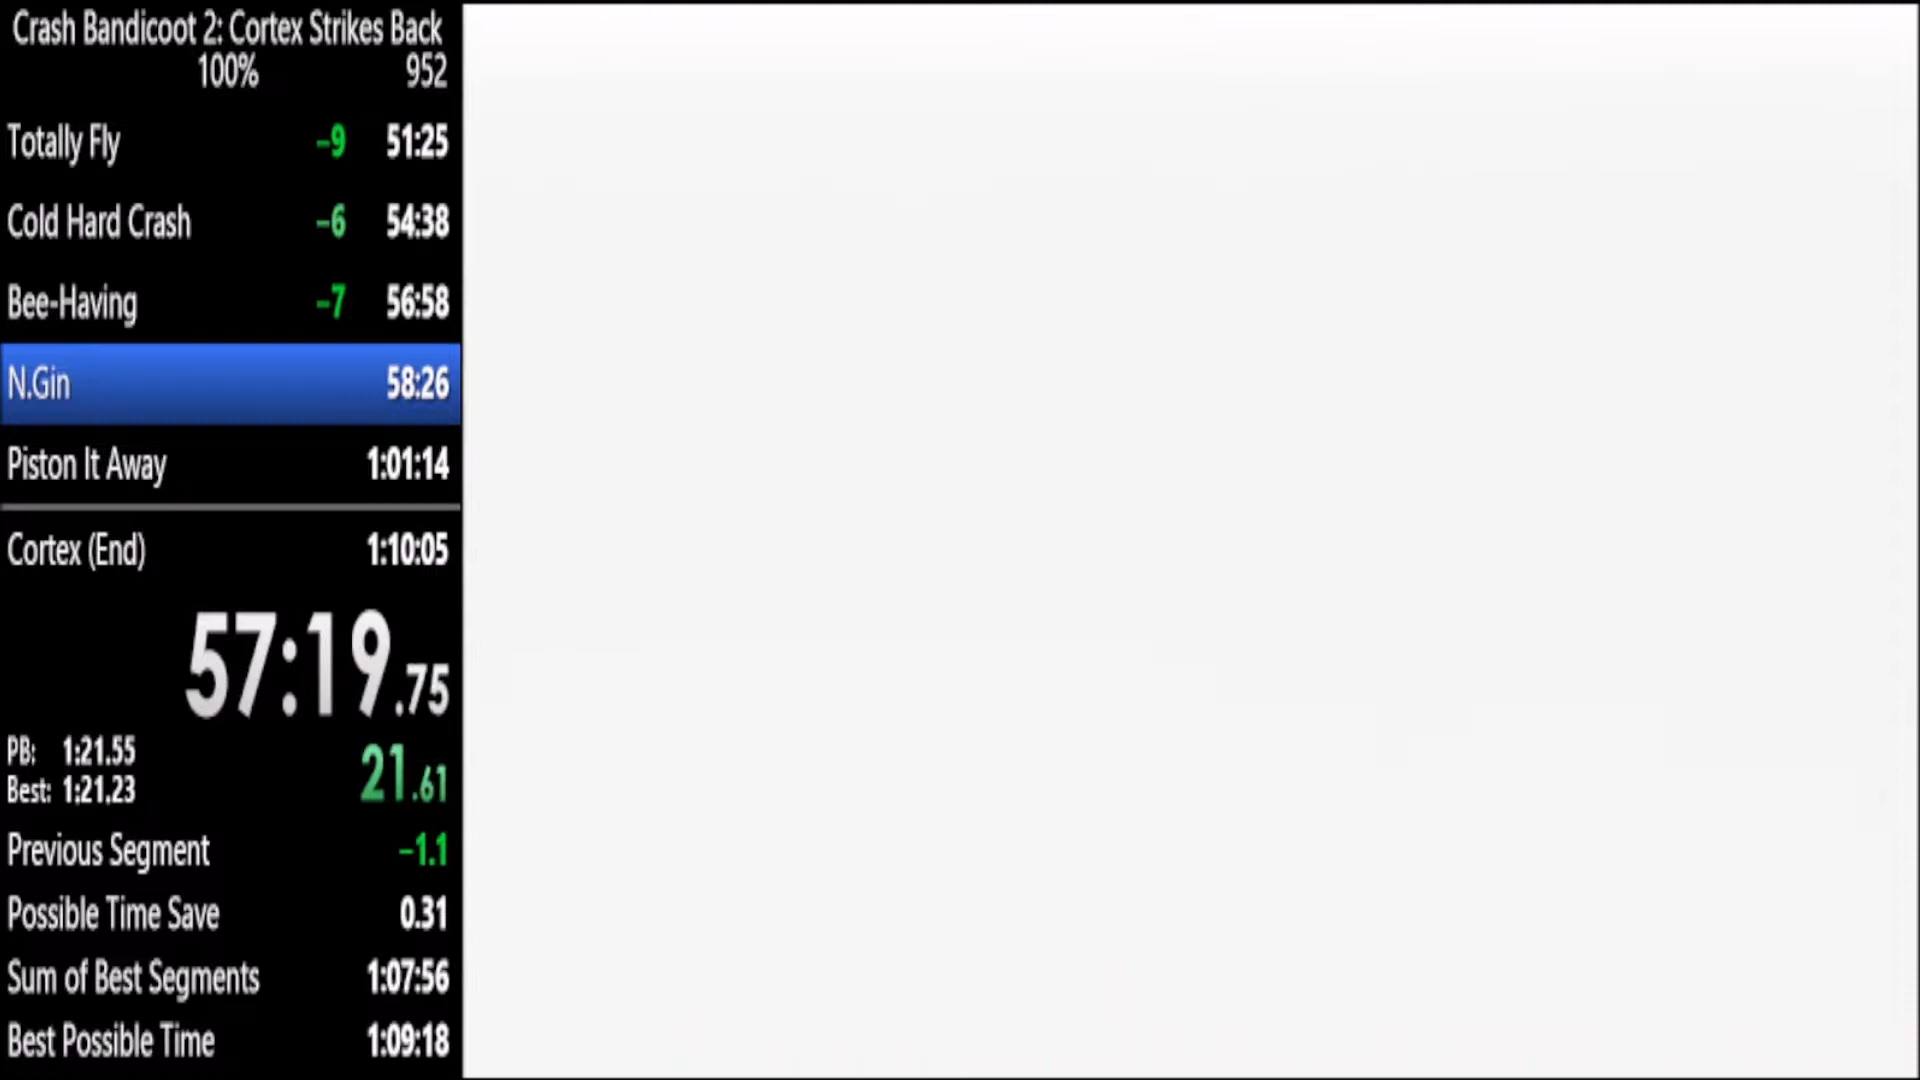 Crash Bandicoot 2: Cortex Strikes Back
100% 952
Totally Fly −9 51:25
Cold Hard Crash −6 54:38
Bee-Having −7 56:58
N.Gin 58:26
Piston It Away 1:01:14
Cortex (End) 1:10:05
57:19.75
PB: 1:21.55 21.61
Best: 1:21.23
Previous Segment −1.1
Possible Time Save 0.31
Sum of Best Segments 1:07:56
Best Possible Time 1:09:18